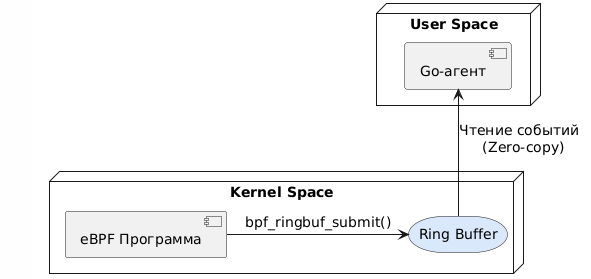 User Space
Go-агент
Чтение событий
(Zero-copy)
Kernel Space
eBPF Программа
bpf_ringbuf_submit()
Ring Buffer